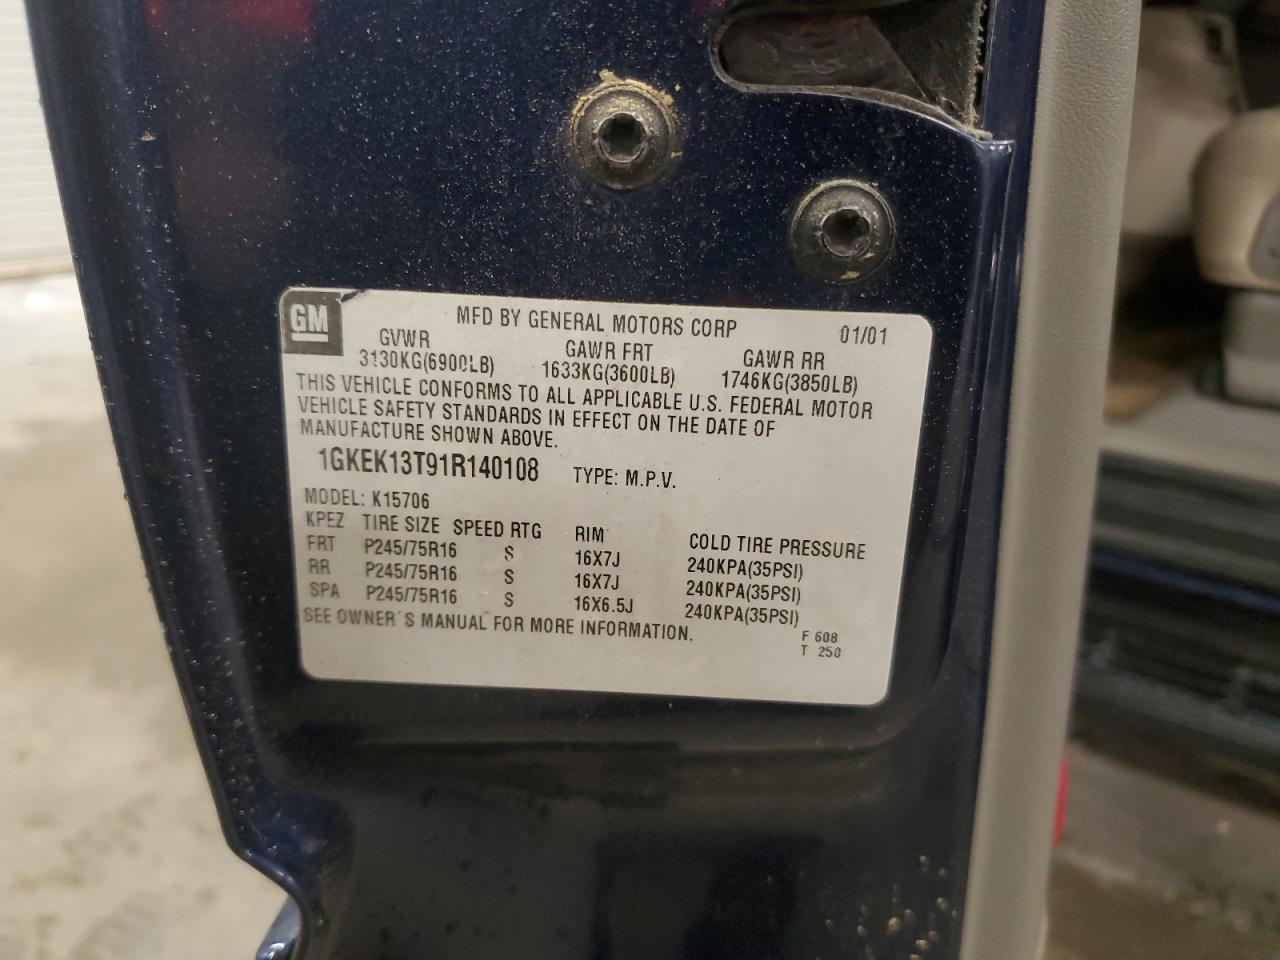 GM MFD BY GENERAL MOTORS CORP 01/01
GVWR GAWR FRT GAWR RR
3130KG(6900LB) 1633KG(3600LB) 1746KG(3850LB)
THIS VEHICLE CONFORMS TO ALL APPLICABLE U.S. FEDERAL MOTOR
VEHICLE SAFETY STANDARDS IN EFFECT ON THE DATE OF
MANUFACTURE SHOWN ABOVE.
1GKEK13T91R140108 TYPE: M.P.V.
MODEL: K15706
KPEZ TIRE SIZE SPEED RTG RIM COLD TIRE PRESSURE
FRT P245/75R16 S 16X7J 240KPA(35PSI)
RR P245/75R16 S 16X7J 240KPA(35PSI)
SPA P245/75R16 S 16X6.5J 240KPA(35PSI)
SEE OWNER'S MANUAL FOR MORE INFORMATION.
F 608
T 250